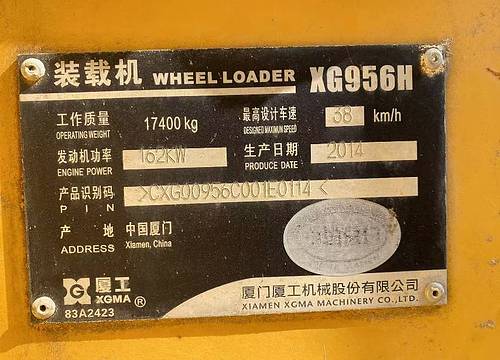 装载机 WHEEL LOADER XG956H
工作质量 17400 kg 最高设计车速 38 km/h
OPERATING WEIGHT DESIGNED MAXIMUM SPEED
发动机功率 162KW 生产日期 2014
ENGINE POWER PRODUCE DATE
产品识别码 >CXG00956C001E0114<
PIN
产地 中国厦门
ADDRESS Xiamen, China
厦工
XGMA ®
83A2423
厦门厦工机械股份有限公司
XIAMEN XGMA MACHINERY CO.,LTD.